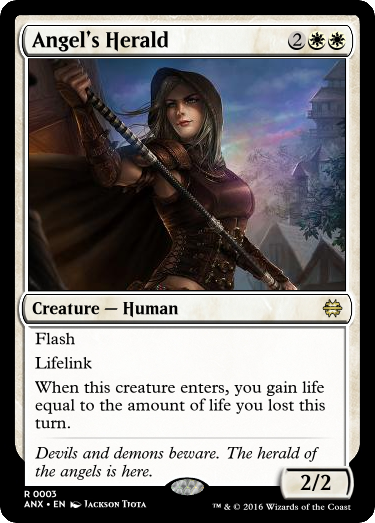 Angel's Herald 2
Creature — Human
Flash
Lifelink
When this creature enters, you gain life
equal to the amount of life you lost this
turn.
Devils and demons beware. The herald of
the angels is here.
2/2
R 0003
ANX • EN Jackson Tjota
™ & © 2016 Wizards of the Coast